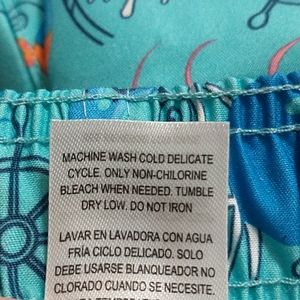 MACHINE WASH COLD DELICATE
CYCLE. ONLY NON-CHLORINE
BLEACH WHEN NEEDED. TUMBLE
DRY LOW. DO NOT IRON
LAVAR EN LAVADORA CON AGUA
FRÍA CICLO DELICADO. SOLO
DEBE USARSE BLANQUEADOR NO
CLORADO CUANDO SE NECESITE.